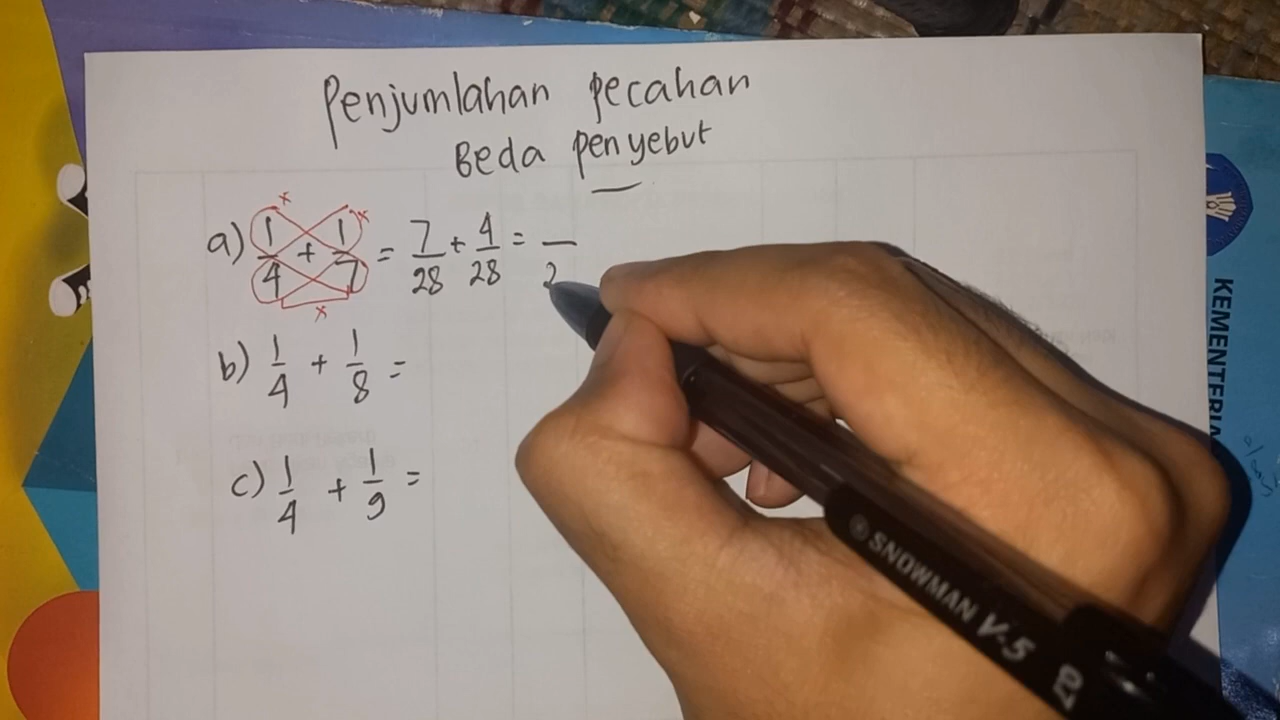 Penjumlahan pecahan
Beda penyebut
a) 1/4 + 1/7 = 7/28 + 4/28 = /2
b) 1/4 + 1/8 =
c) 1/4 + 1/9 =
x
x
x
KEMENTERIA
SNOWMAN V-5